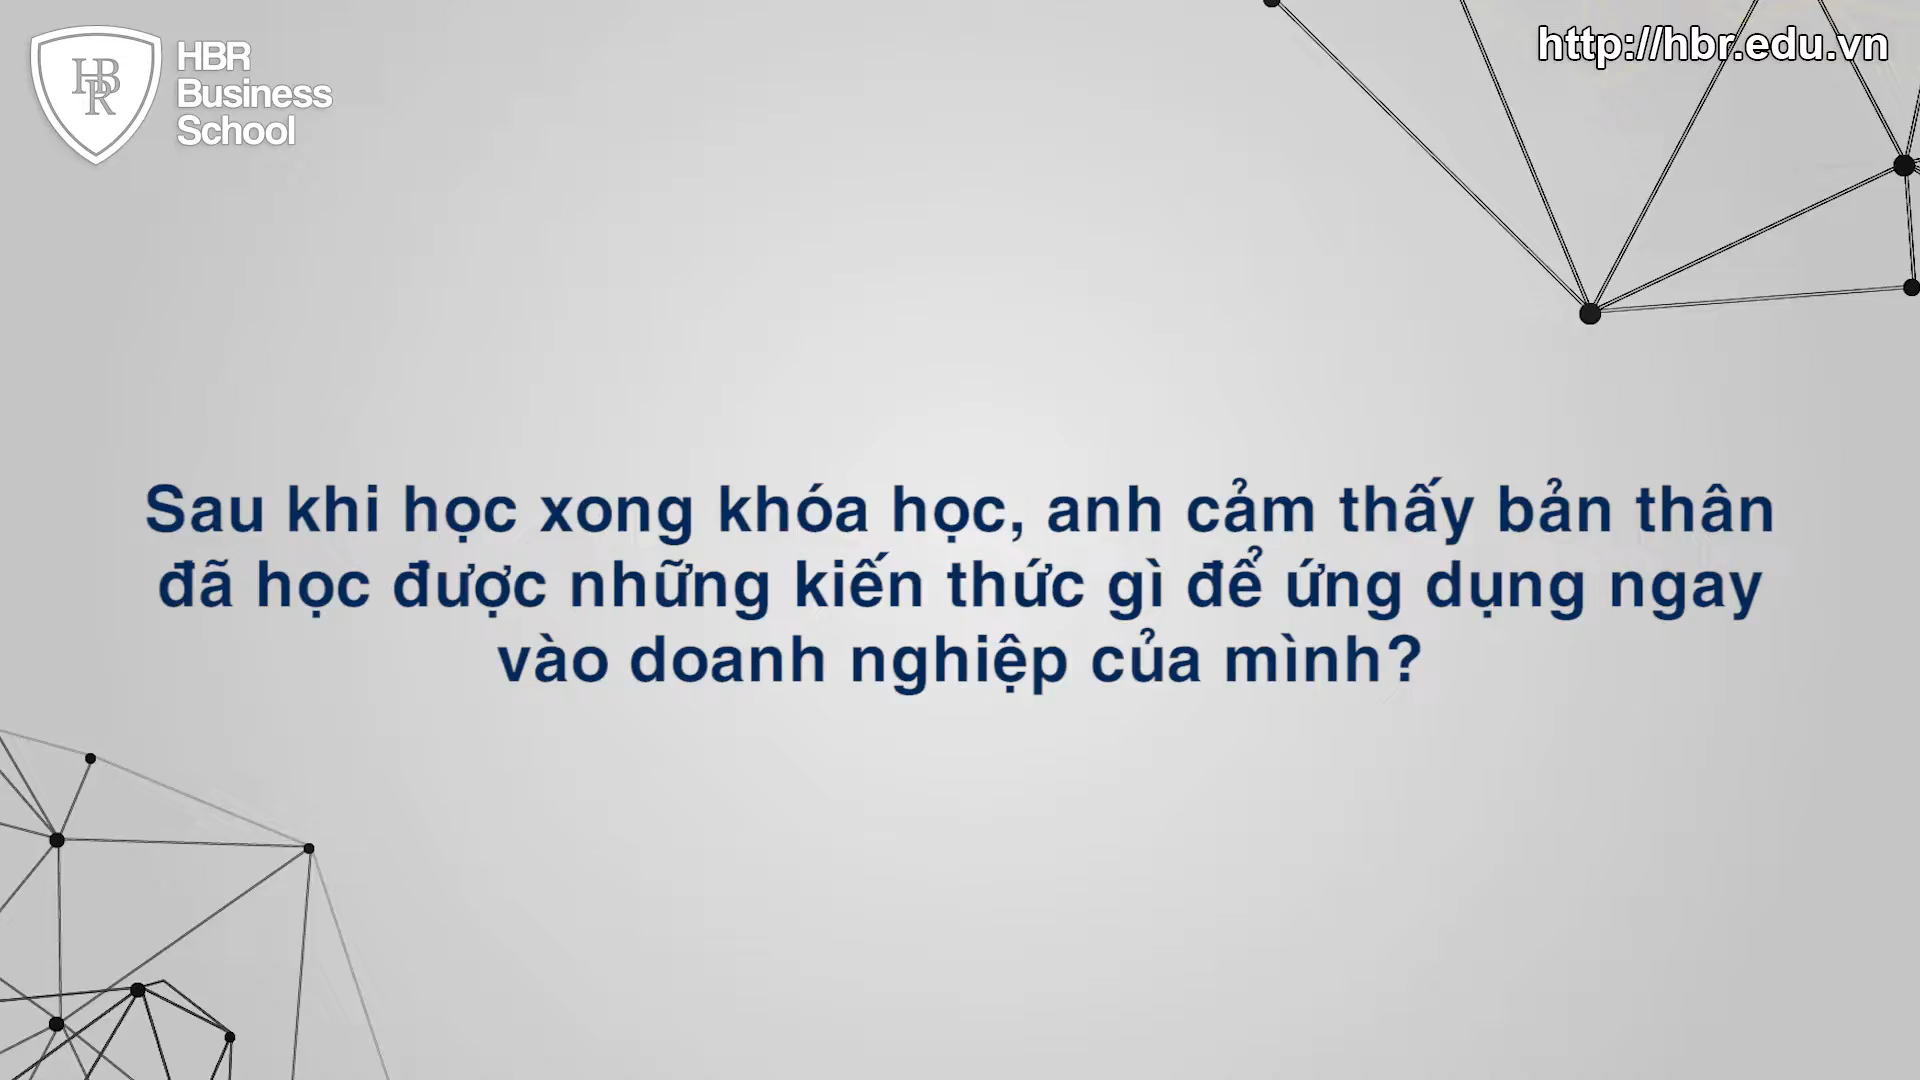 HBR
Business
School
HBR
http://hbr.edu.vn
Sau khi học xong khóa học, anh cảm thấy bản thân
đã học được những kiến thức gì để ứng dụng ngay
vào doanh nghiệp của mình?